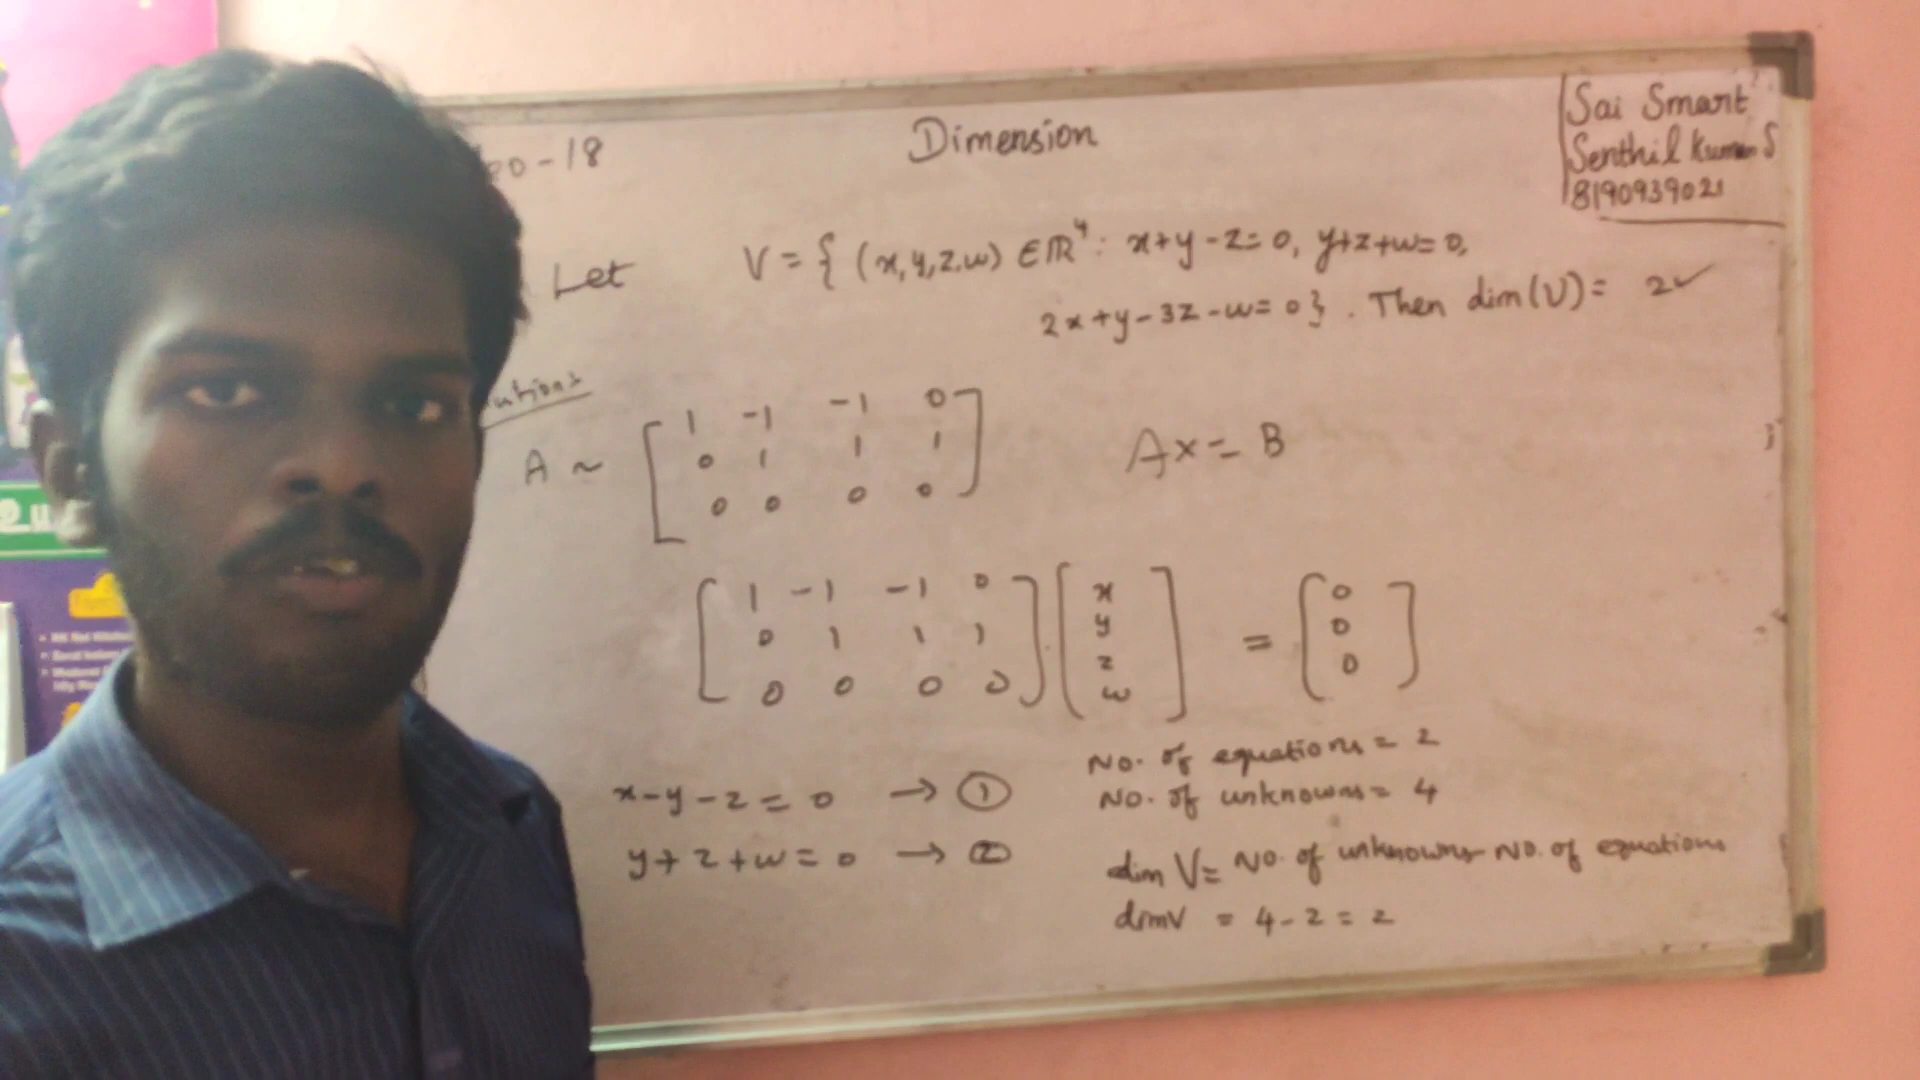 Sai Smart
Senthil Kumar S
8190939021
-18
Dimension
Let V = { (x,y,z,w) ∈ ℝ⁴ : x+y-z=0, y+z+w=0,
2x+y-3z-w=0 } . Then dim(V) = 2✓
A ~ [ 1 -1 -1 0
0 1 1 1
0 0 0 0 ]
AX = B
[ 1 -1 -1 0
0 1 1 1
0 0 0 0 ] . [ x y z w ] = [ 0 0 0 ]
x-y-z = 0 → ①
y+z+w = 0 → ②
No. of equations = 2
No. of unknowns = 4
dim V = No. of unknowns - No. of equations
dim V = 4-2 = 2